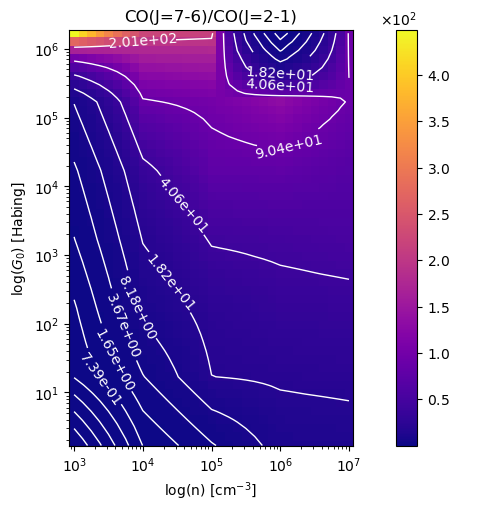 CO(J=7-6)/CO(J=2-1)
×10²
10⁶
10⁵
10⁴
10³
10²
10¹
log(G₀) [Habing]
2.01e+02
1.82e+01
4.06e+01
9.04e+01
4.06e+01
1.82e+01
8.18e+00
3.67e+00
1.65e+00
7.39e-01
10³
10⁴
10⁵
10⁶
10⁷
log(n) [cm⁻³]
4.0
3.5
3.0
2.5
2.0
1.5
1.0
0.5